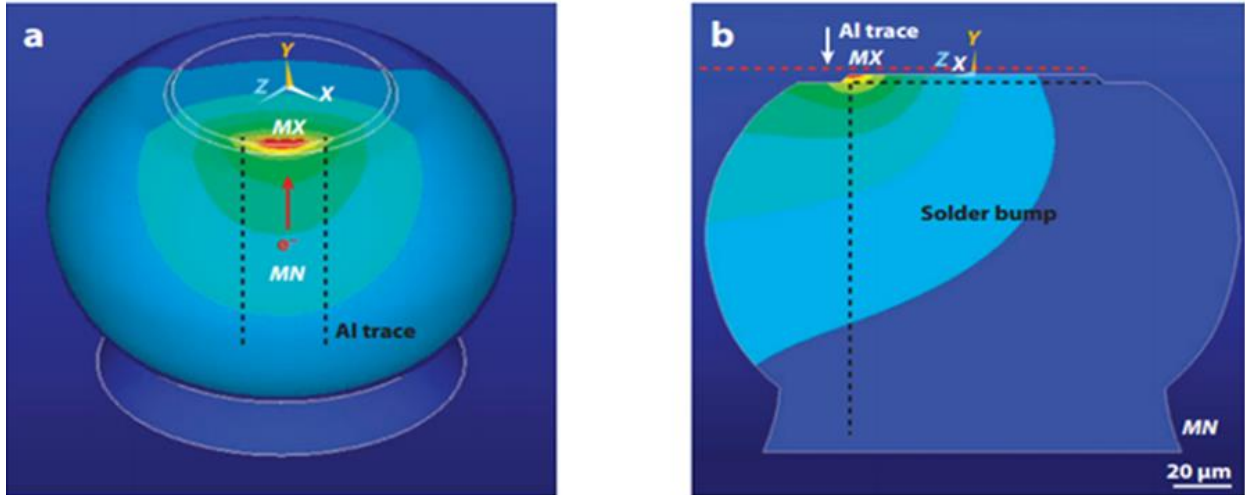 a
Y
Z
X
MX
e⁻
MN
Al trace
b
Al trace
MX
Y
Z
X
Solder bump
MN
20 μm